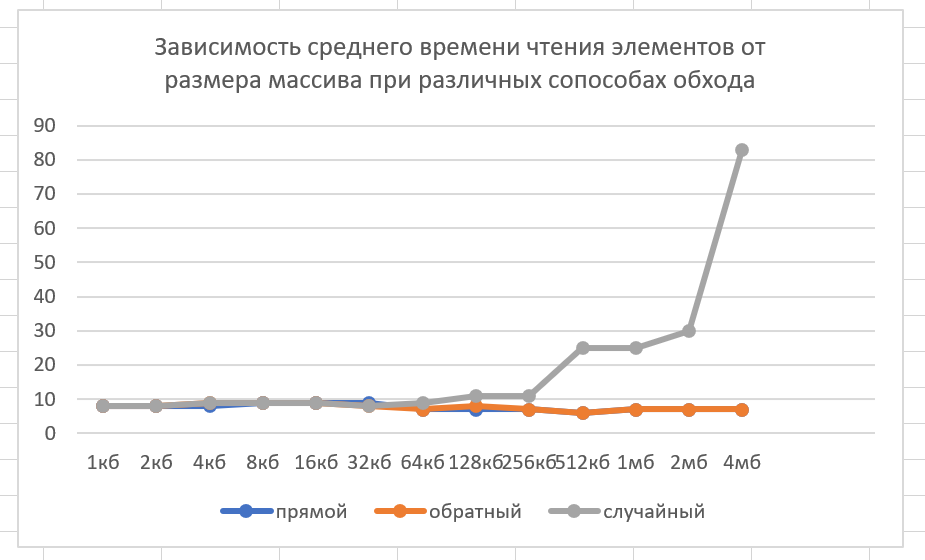 Зависимость среднего времени чтения элементов от
размера массива при различных сопособах обхода
90
80
70
60
50
40
30
20
10
0
1кб 2кб 4кб 8кб 16кб 32кб 64кб 128кб 256кб 512кб 1мб 2мб 4мб
прямой обратный случайный